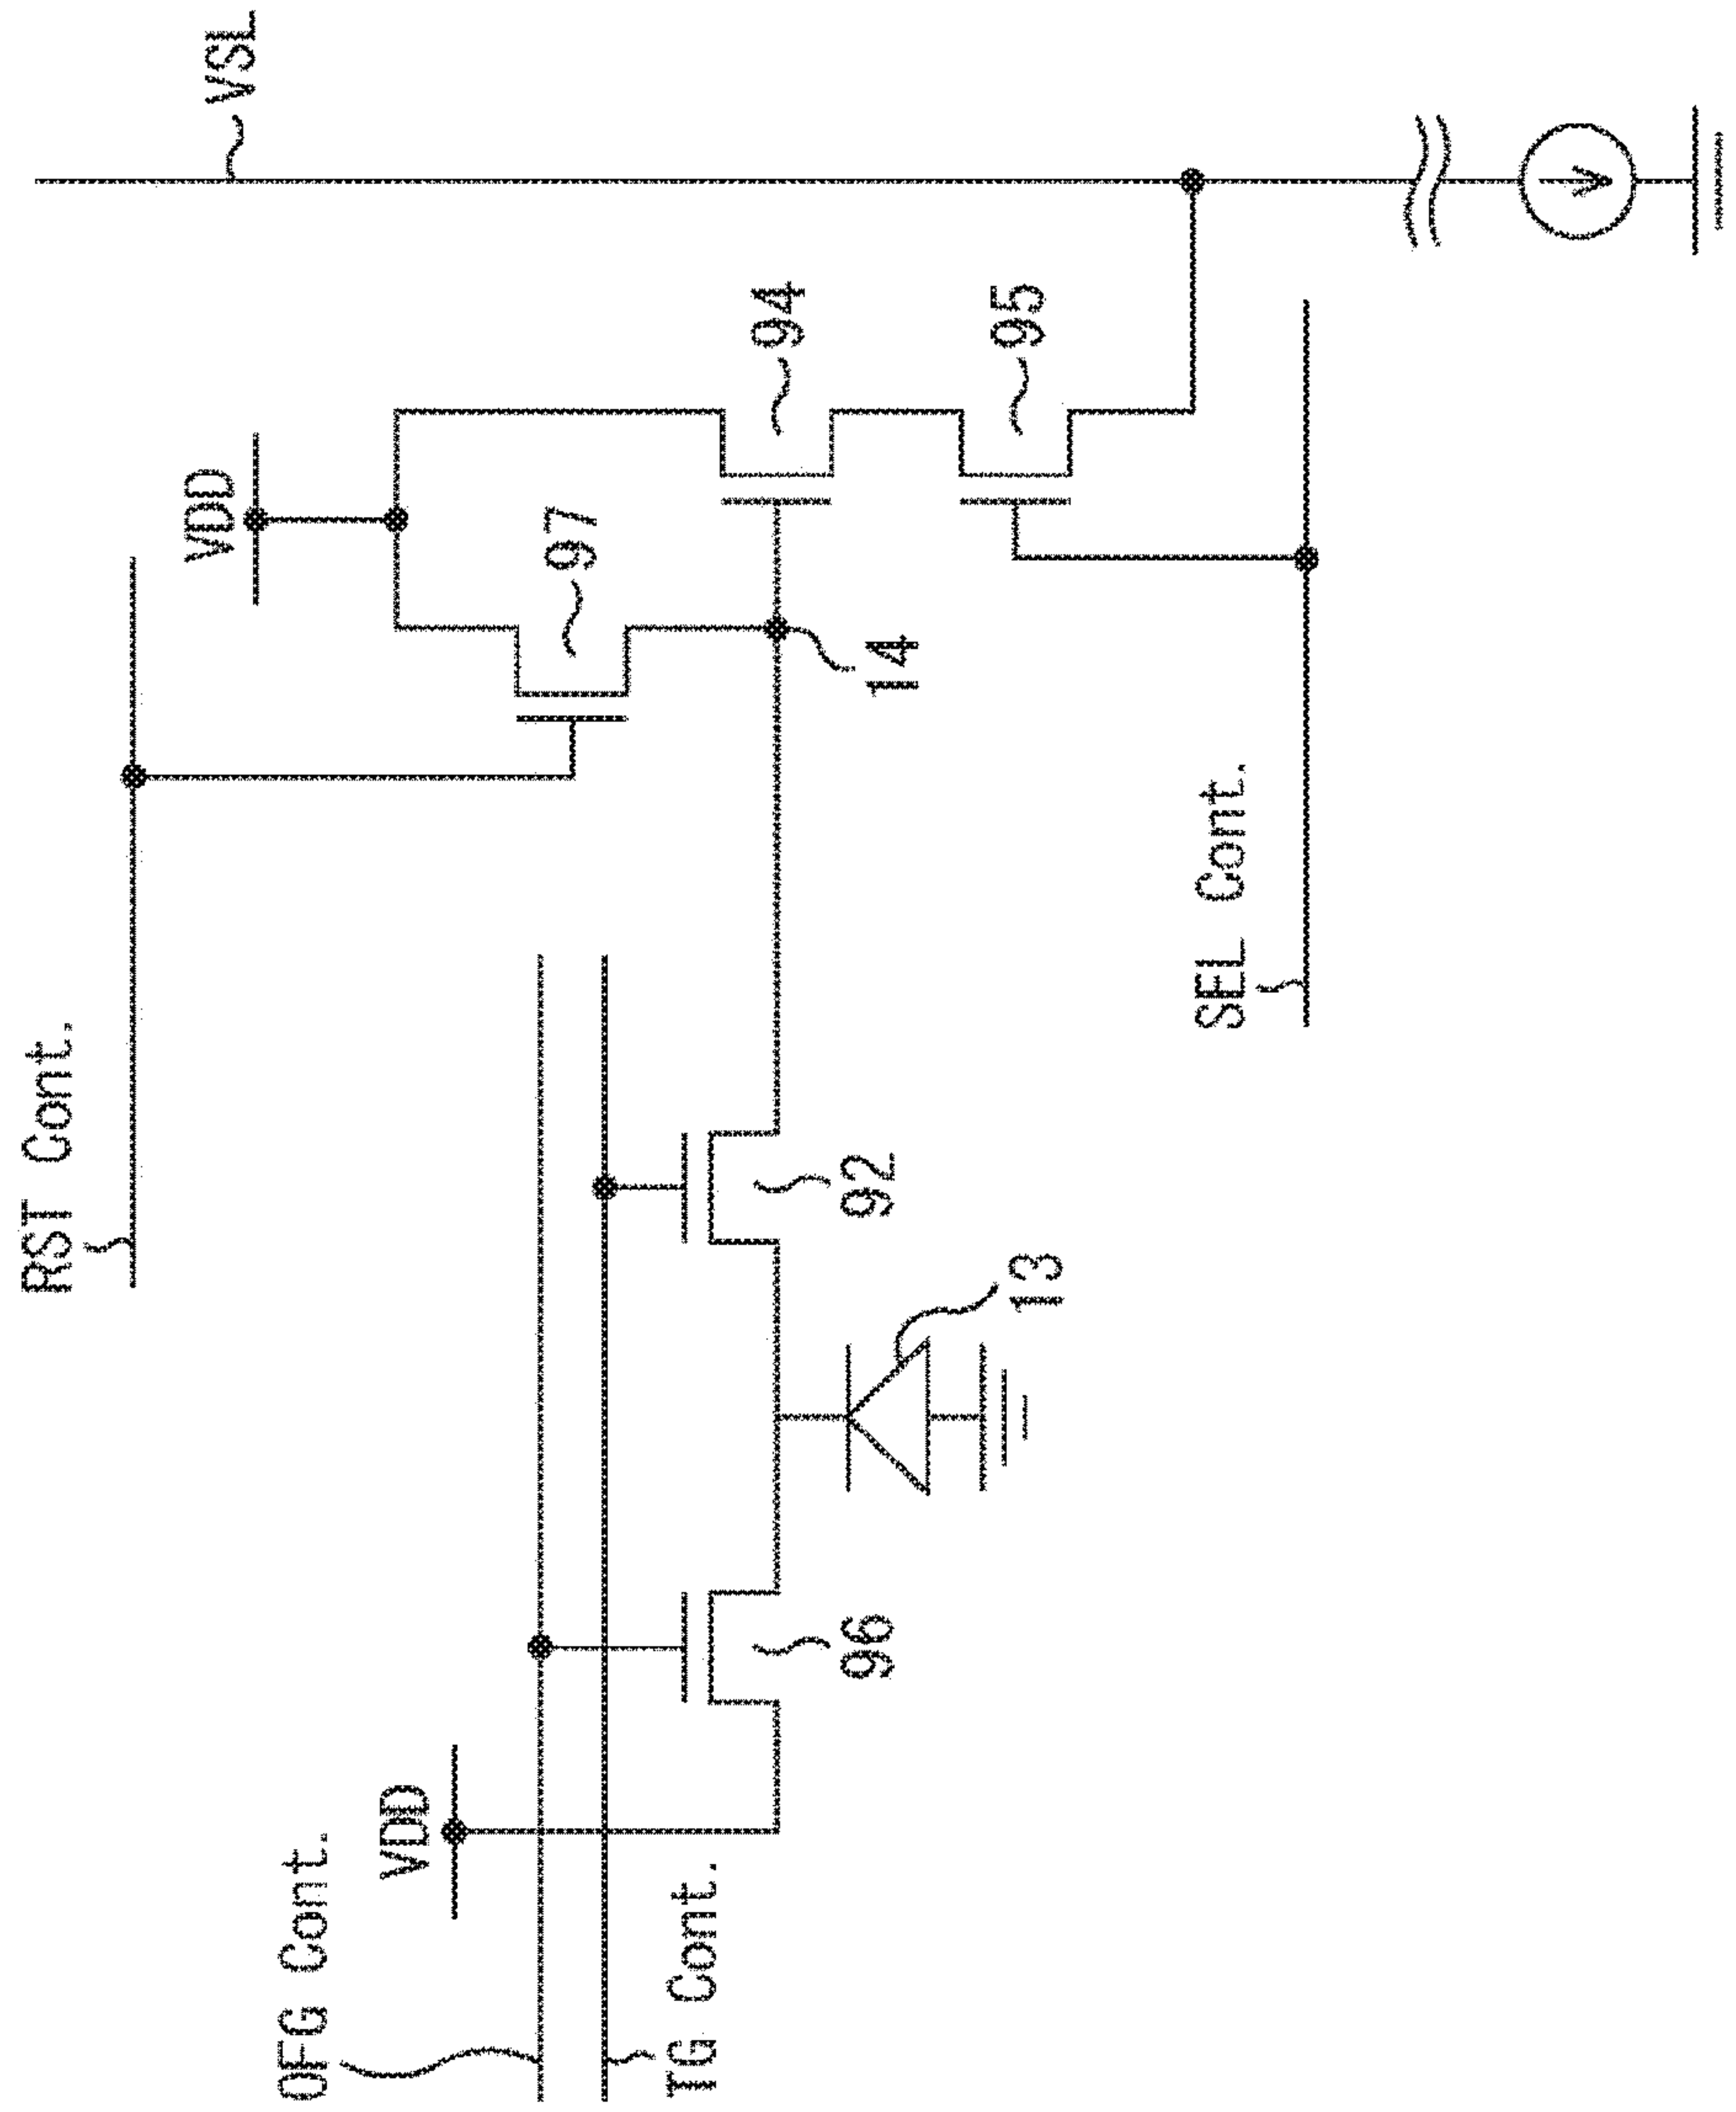 RST Cont.
VDD
VSL
OFG Cont.
VDD
97
TG Cont.
94
96
92
14
13
95
SEL Cont.